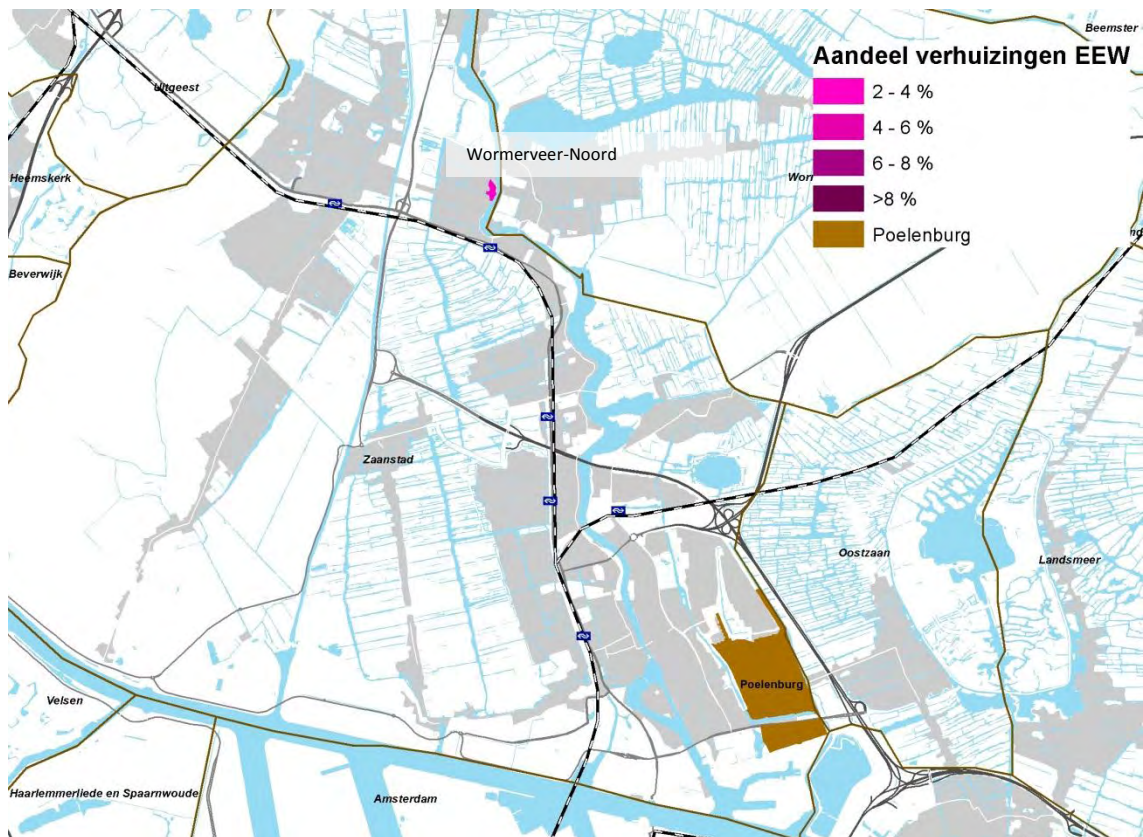 Beemster
Aandeel verhuizingen EEW
2 - 4 %
4 - 6 %
6 - 8 %
>8 %
Poelenburg
Uitgeest
Wormerveer-Noord
Heemskerk
Wor
Beverwijk
Zaanstad
Oostzaan
Landsmeer
Poelenburg
Velsen
Haarlemmerliede en Spaarnwoude
Amsterdam